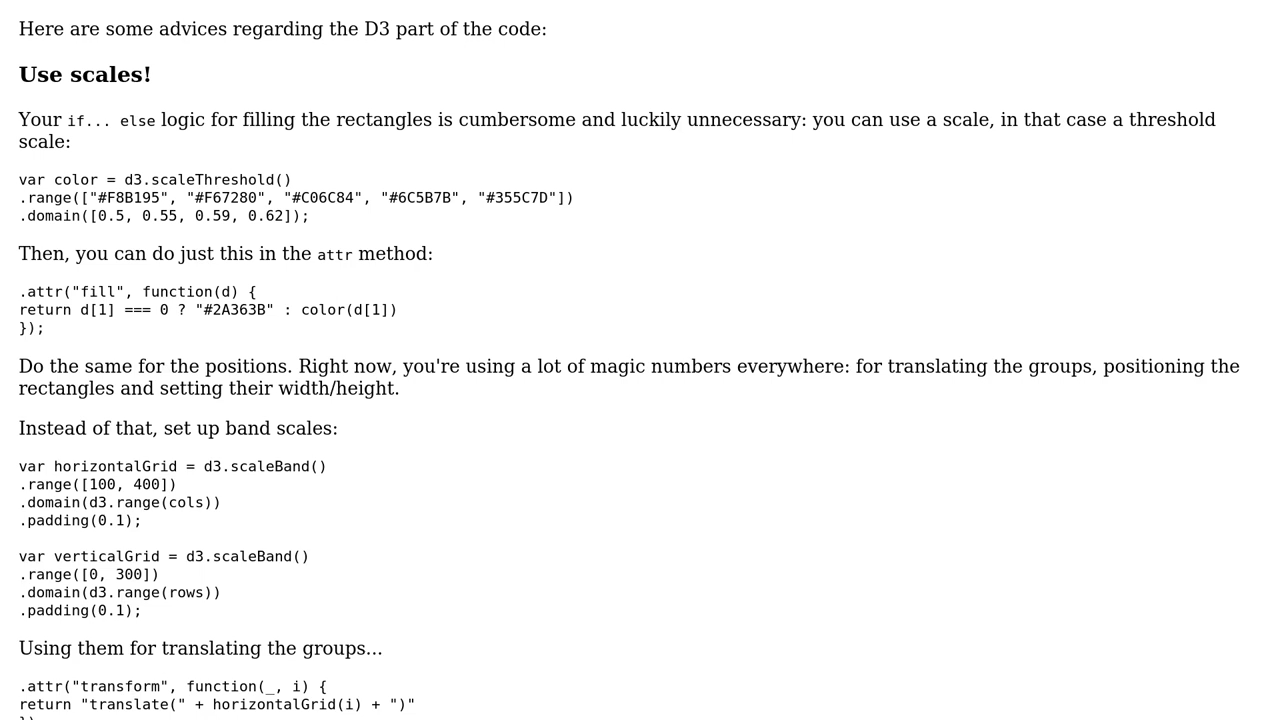 Here are some advices regarding the D3 part of the code:
Use scales!
Your if... else logic for filling the rectangles is cumbersome and luckily unnecessary: you can use a scale, in that case a threshold
scale:
var color = d3.scaleThreshold()
.range(["#F8B195", "#F67280", "#C06C84", "#6C5B7B", "#355C7D"])
.domain([0.5, 0.55, 0.59, 0.62]);
Then, you can do just this in the attr method:
.attr("fill", function(d) {
return d[1] === 0 ? "#2A363B" : color(d[1])
});
Do the same for the positions. Right now, you're using a lot of magic numbers everywhere: for translating the groups, positioning the
rectangles and setting their width/height.
Instead of that, set up band scales:
var horizontalGrid = d3.scaleBand()
.range([100, 400])
.domain(d3.range(cols))
.padding(0.1);
var verticalGrid = d3.scaleBand()
.range([0, 300])
.domain(d3.range(rows))
.padding(0.1);
Using them for translating the groups...
.attr("transform", function(_, i) {
return "translate(" + horizontalGrid(i) + ")"